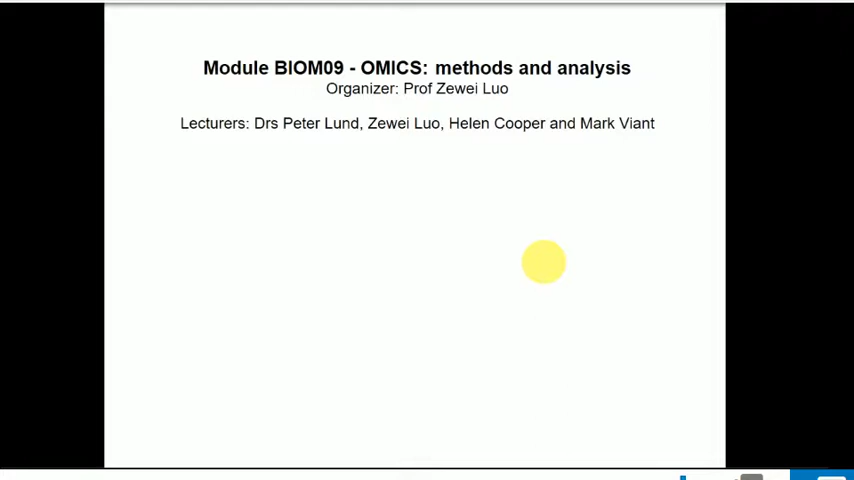 Module BIOM09 - OMICS: methods and analysis
Organizer: Prof Zewei Luo
Lecturers: Drs Peter Lund, Zewei Luo, Helen Cooper and Mark Viant